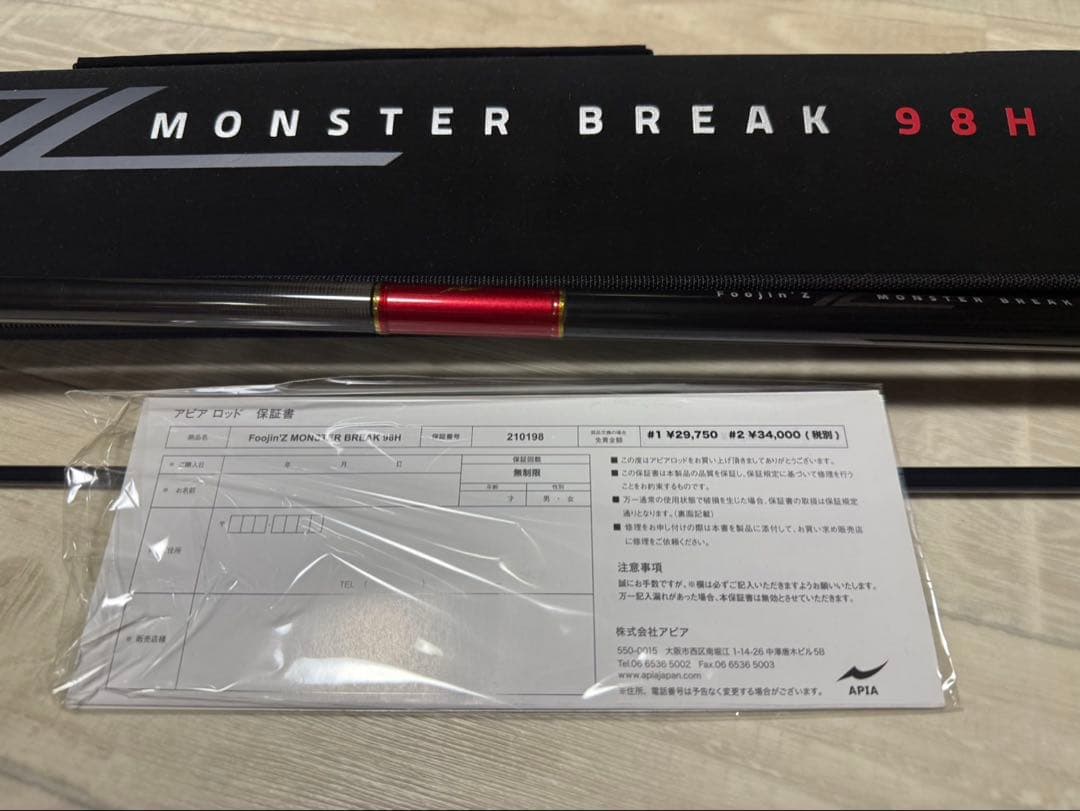 MONSTER BREAK 98H
Foojin'Z MONSTER BREAK
アピア ロッド 保証書
商品名 Foojin'Z MONSTER BREAK 98H 保証番号 210198 部品交換の場合 免責金額 #1 ¥29,750 #2 ¥34,000 (税別)
※ ご購入日 年 月 日
保証回数
無制限
※ お名前
年齢 性別
才 男・女
〒
住所
TEL ( )
※ 販売店様
■ この度はアピアロッドをお買い上げ頂きましてありがとうございます。
■ この保証書は本製品の品質を保証し、保証規定に基づいて修理を行う
ことをお約束するものです。
■ 万一通常の使用状態で破損を生じた場合、保証書の取扱は保証規定
通りとなります。(裏面記載)
■ 修理をお申し付けの際は本書を製品に添付して、お買い求め販売店
に修理をご依頼ください。
注意事項
誠にお手数ですが、※欄は必ずご記入いただきますようお願いいたします。
万一記入漏れがあった場合、本保証書は無効とさせていただきます。
株式会社アピア
550-0015 大阪市西区南堀江 1-14-26 中澤唐木ビル5B
Tel.06 6536 5002 Fax.06 6536 5003
www.apiajapan.com
※住所、電話番号は予告なく変更する場合がございます。
APIA